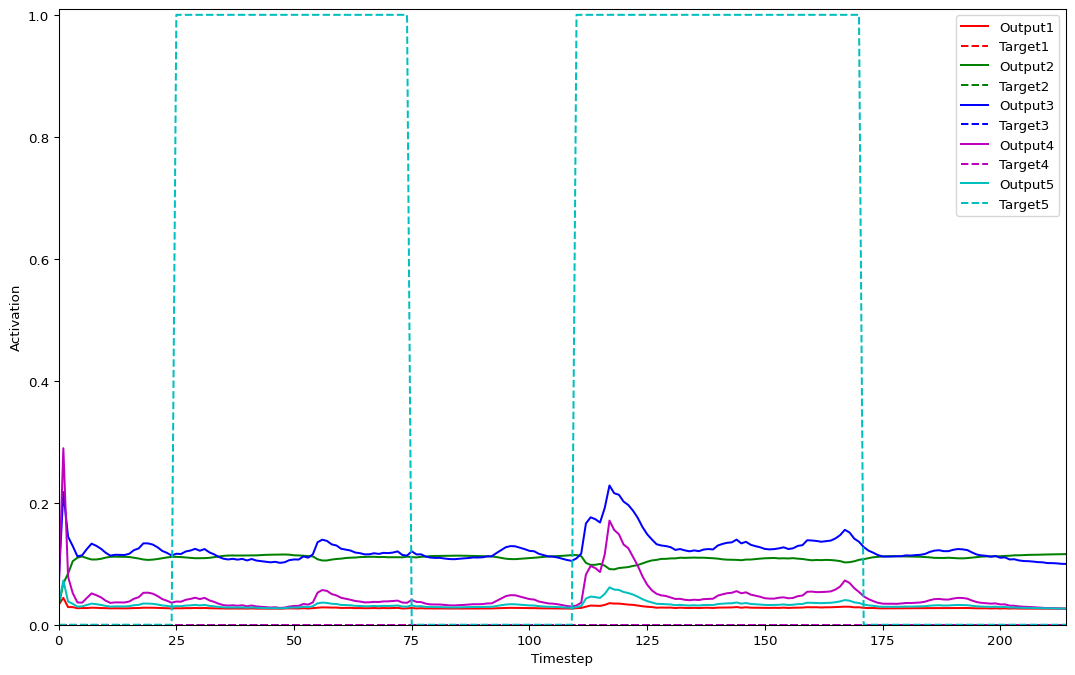 1.0
0.8
0.6
0.4
0.2
0.0
Activation
0
25
50
75
100
125
150
175
200
Timestep
Output1
Target1
Output2
Target2
Output3
Target3
Output4
Target4
Output5
Target5